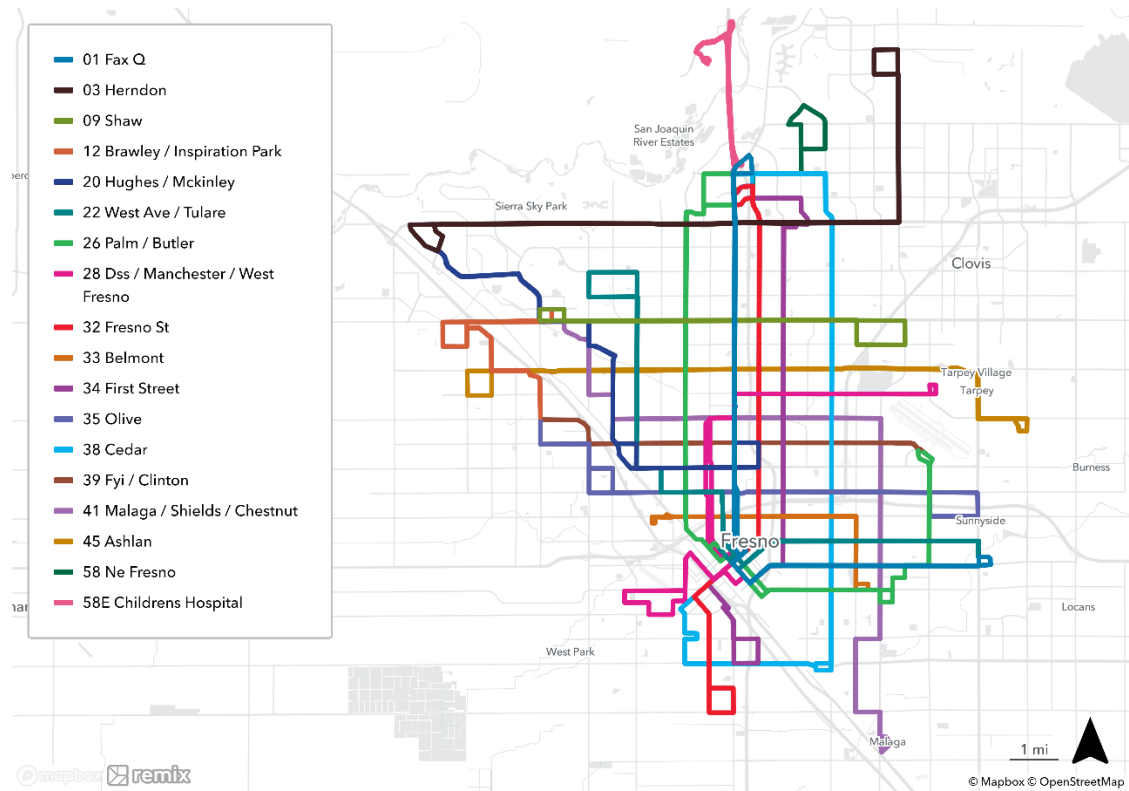 01 Fax Q
03 Herndon
09 Shaw
12 Brawley / Inspiration Park
20 Hughes / Mckinley
22 West Ave / Tulare
26 Palm / Butler
28 Dss / Manchester / West
Fresno
32 Fresno St
33 Belmont
34 First Street
35 Olive
38 Cedar
39 Fyi / Clinton
41 Malaga / Shields / Chestnut
45 Ashlan
58 Ne Fresno
58E Childrens Hospital
San Joaquin
River Estates
Sierra Sky Park
Clovis
Tarpey Village
Tarpey
Burness
Sunnyside
Fresno
Locans
West Park
Malaga
1 mi
mapbox remix
© Mapbox © OpenStreetMap